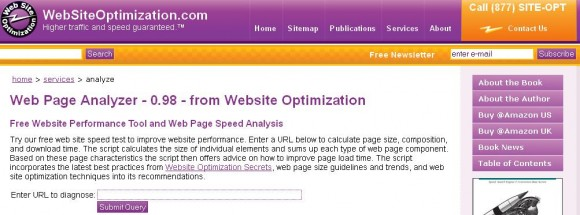 Web Site
Optimization
WebSiteOptimization.com
Higher traffic and speed guaranteed.™
Call (877) SITE-OPT
Home Sitemap Publications Services About Contact Us
Search Free Newsletter enter e-mail Subscribe
home > services > analyze
Web Page Analyzer - 0.98 - from Website Optimization
Free Website Performance Tool and Web Page Speed Analysis
Try our free web site speed test to improve website performance. Enter a URL below to calculate page size, composition,
and download time. The script calculates the size of individual elements and sums up each type of web page component.
Based on these page characteristics the script then offers advice on how to improve page load time. The script
incorporates the latest best practices from Website Optimization Secrets, web page size guidelines and trends, and web
site optimization techniques into its recommendations.
Enter URL to diagnose:
Submit Query
About the Book
About the Author
Buy @Amazon US
Buy @Amazon UK
Book News
Table of Contents